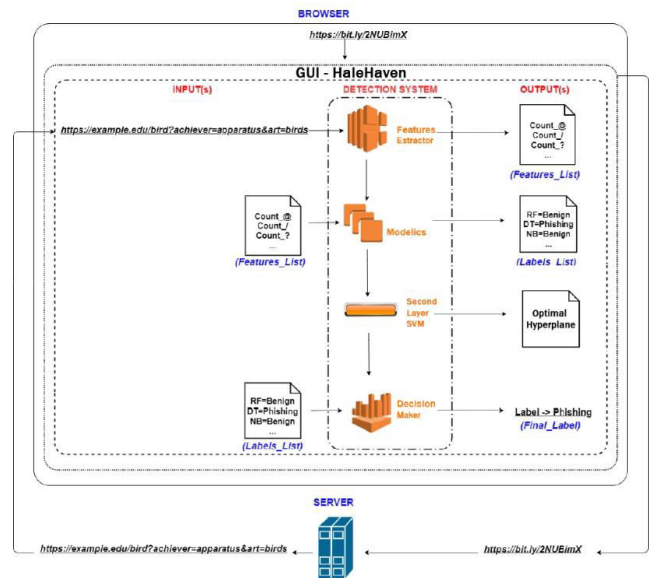 BROWSER
https://bit.ly/2NUBimX
GUI - HaleHaven
INPUT(s)
DETECTION SYSTEM
OUTPUT(s)
https://example.edu/bird?achiever=apparatus&art=birds
Features
Extractor
Count_@
Count_/
Count_?
...
(Features_List)
Count_@
Count_/
Count_?
...
(Features_List)
Modelics
RF=Benign
DT=Phishing
NB=Benign
...
(Labels_List)
Second
Layer
SVM
Optimal
Hyperplane
RF=Benign
DT=Phishing
NB=Benign
...
(Labels_List)
Decision
Maker
Label -> Phishing
(Final_Label)
SERVER
https://example.edu/bird?achiever=apparatus&art=birds
https://bit.ly/2NUBimX